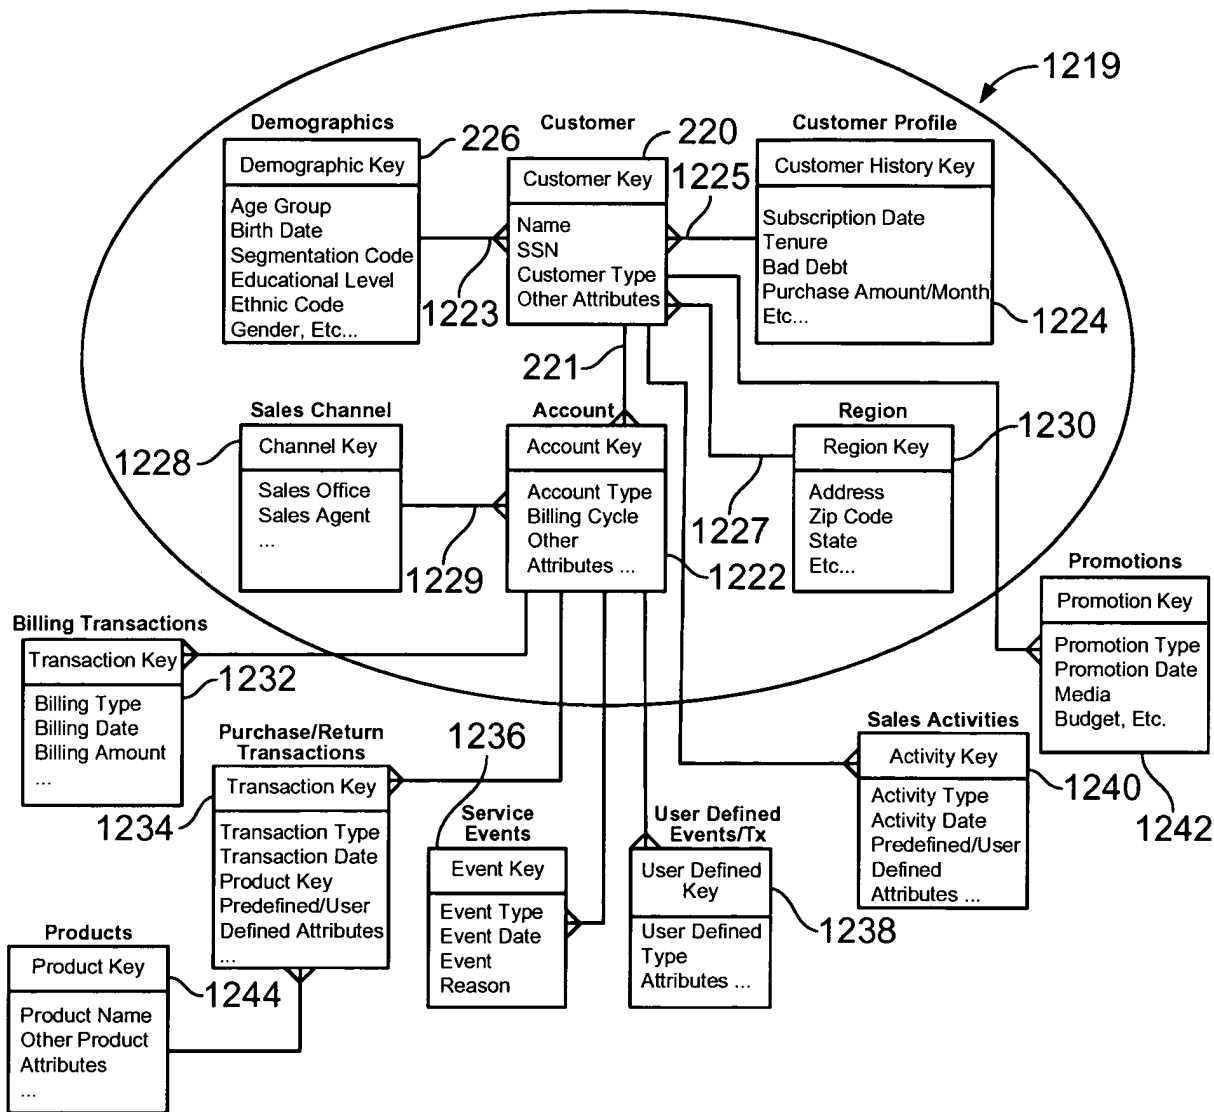 1219
Demographics
226
Demographic Key
Age Group
Birth Date
Segmentation Code
Educational Level
Ethnic Code
Gender, Etc...
1223
Customer
220
Customer Key
Name
SSN
Customer Type
Other Attributes
1225
221
Customer Profile
Customer History Key
Subscription Date
Tenure
Bad Debt
Purchase Amount/Month
Etc...
1224
Sales Channel
1228
Channel Key
Sales Office
Sales Agent
...
1229
Account
Account Key
Account Type
Billing Cycle
Other
Attributes ...
1222
1227
Region
1230
Region Key
Address
Zip Code
State
Etc...
Promotions
Promotion Key
Promotion Type
Promotion Date
Media
Budget, Etc.
1242
Billing Transactions
Transaction Key
1232
Billing Type
Billing Date
Billing Amount
...
Purchase/Return
Transactions
1234
Transaction Key
Transaction Type
Transaction Date
Product Key
Predefined/User
Defined Attributes
...
1236
Service
Events
Event Key
Event Type
Event Date
Event
Reason
User Defined
Events/Tx
User Defined
Key
1238
User Defined
Type
Attributes ...
Sales Activities
Activity Key
1240
Activity Type
Activity Date
Predefined/User
Defined
Attributes ...
Products
Product Key
1244
Product Name
Other Product
Attributes
...